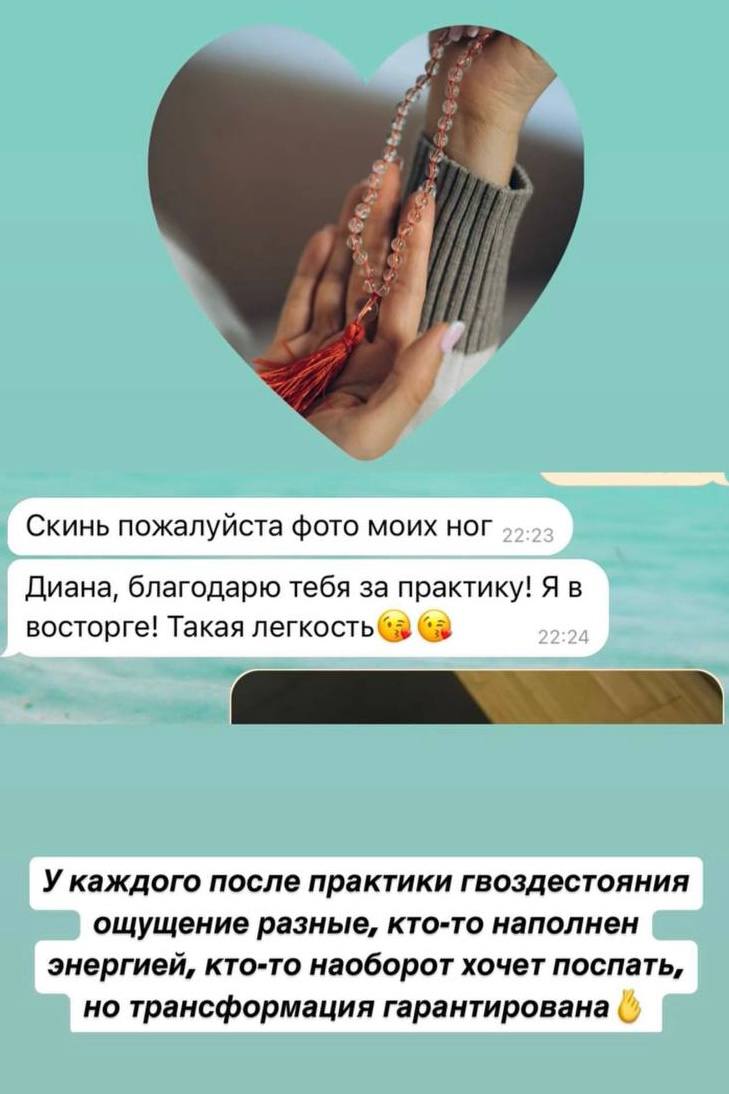 Скинь пожалуйста фото моих ног 22:23
Диана, благодарю тебя за практику! Я в
восторге! Такая легкость😘😘 22:24
У каждого после практики гвоздестояния
ощущение разные, кто-то наполнен
энергией, кто-то наоборот хочет поспать,
но трансформация гарантирована🫰